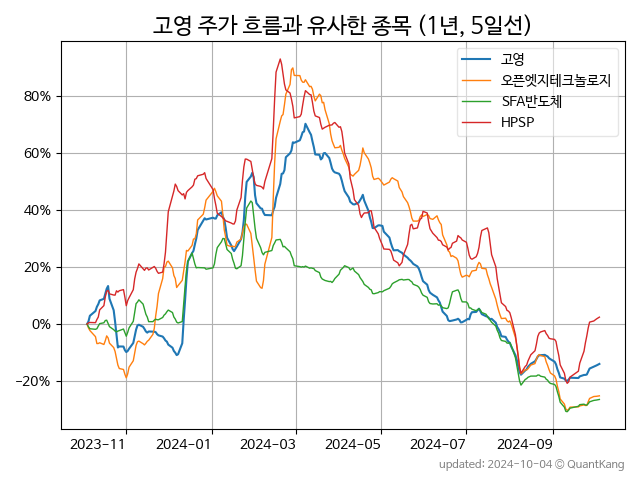 고영 주가 흐름과 유사한 종목 (1년, 5일선)
고영
오픈엣지테크놀로지
SFA반도체
HPSP
80%
60%
40%
20%
0%
−20%
2023−11
2024−01
2024−03
2024−05
2024−07
2024−09
updated: 2024-10-04 © QuantKang